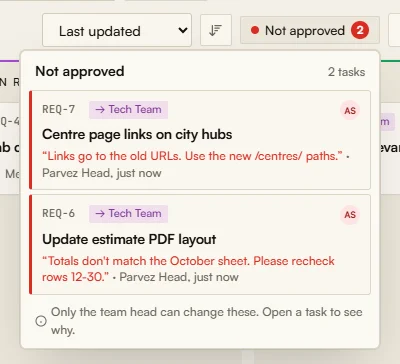 Last updated
Not approved 2
Not approved
2 tasks
REQ-7 → Tech Team AS
Centre page links on city hubs
“Links go to the old URLs. Use the new /centres/ paths.” ·
Parvez Head, just now
REQ-6 → Tech Team AS
Update estimate PDF layout
“Totals don't match the October sheet. Please recheck
rows 12-30.” · Parvez Head, just now
Only the team head can change these. Open a task to see
why.